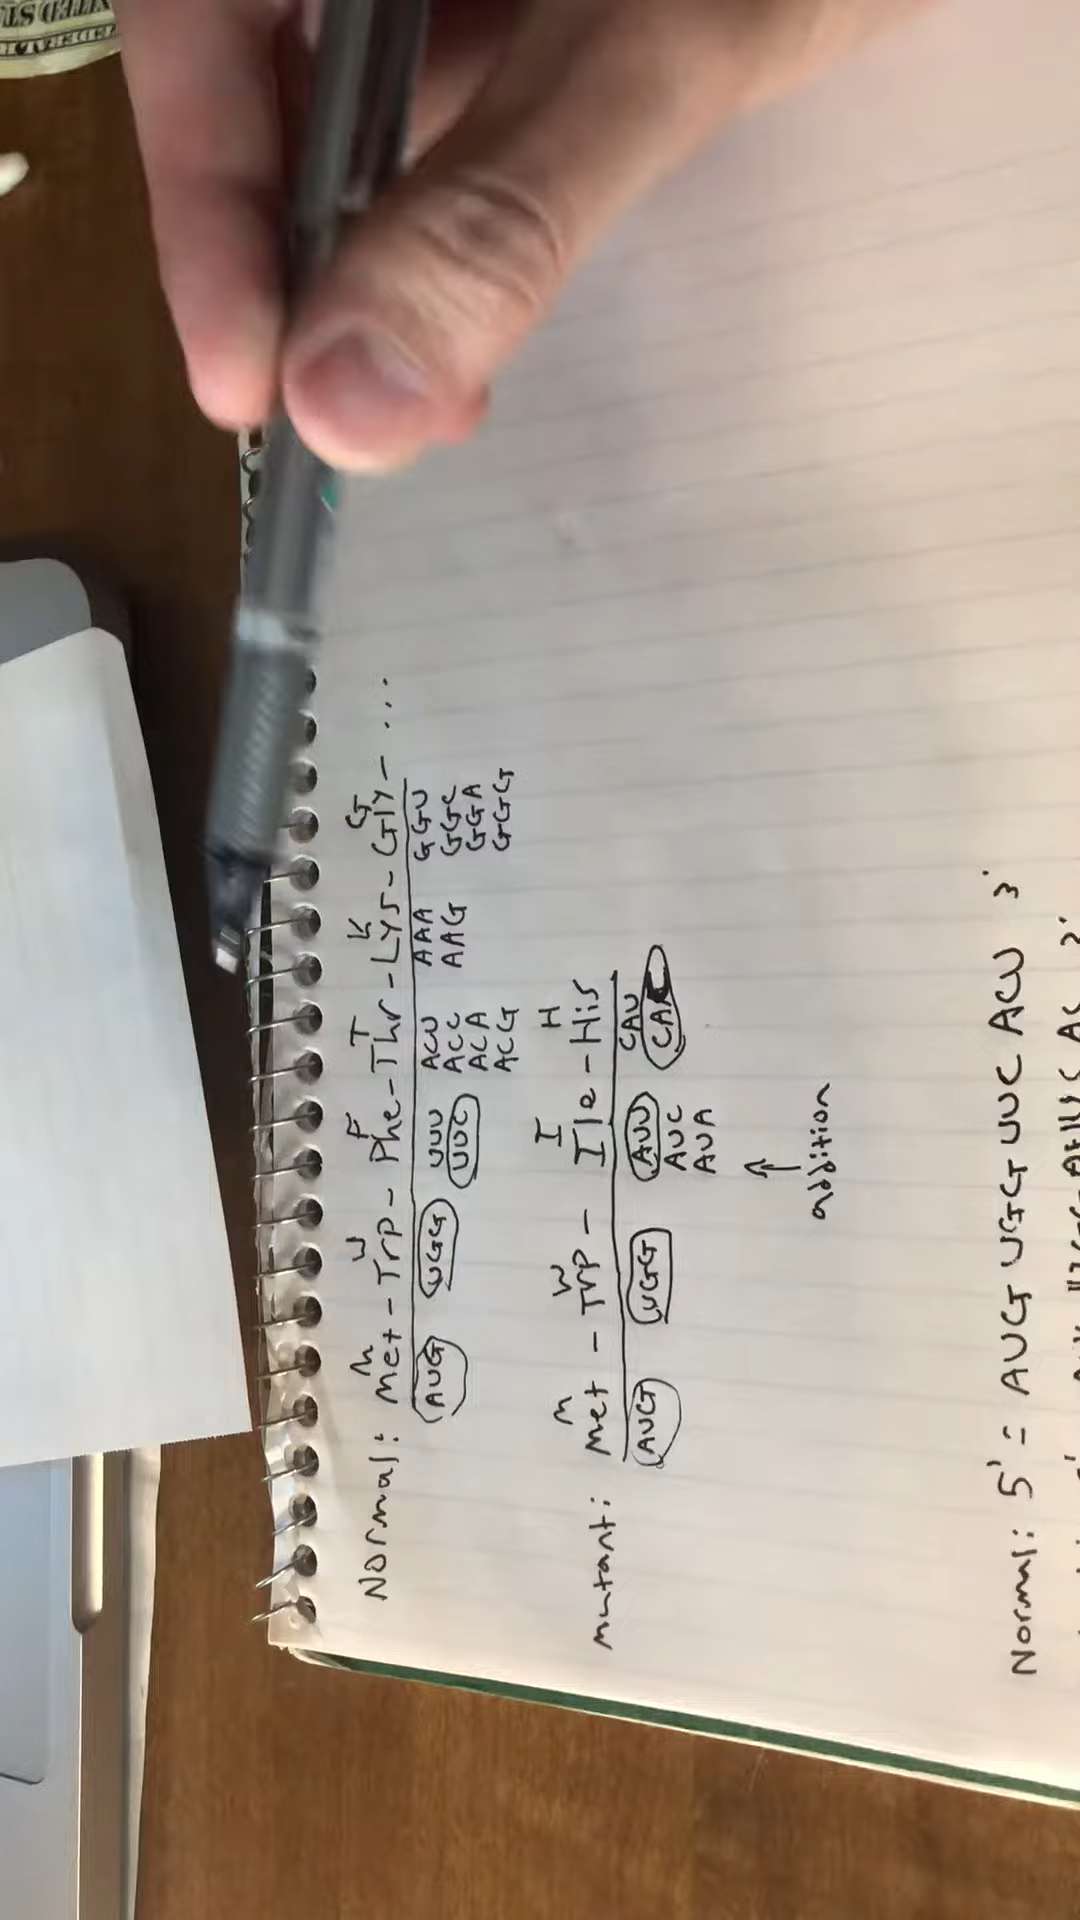 M W F T K G
Normal: Met - Trp - Phe - Thr - Lys - Gly - ...
AUG UGG UUU ACU AAA GGU
UUC ACC AAG GGC
ACA GGA
ACG GGG
M W I H
mutant: Met - Trp - Ile - His
AUG UGG AUU CAU
AUC CAC
AUA
↑
addition
Normal: 5' = AUG UGG UUC ACU 3'